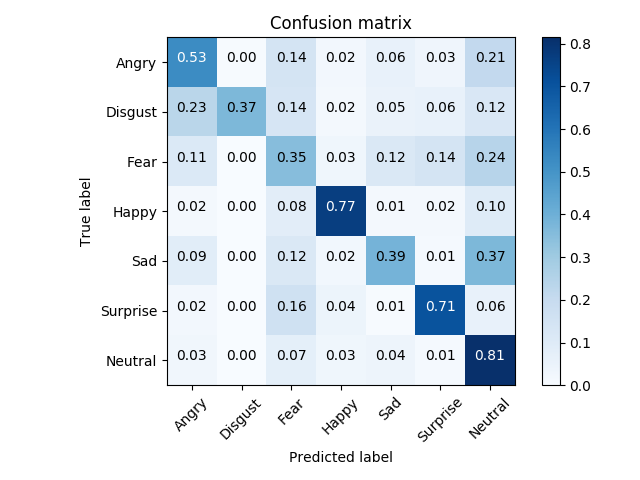 Confusion matrix
True label
Angry 0.53 0.00 0.14 0.02 0.06 0.03 0.21
Disgust 0.23 0.37 0.14 0.02 0.05 0.06 0.12
Fear 0.11 0.00 0.35 0.03 0.12 0.14 0.24
Happy 0.02 0.00 0.08 0.77 0.01 0.02 0.10
Sad 0.09 0.00 0.12 0.02 0.39 0.01 0.37
Surprise 0.02 0.00 0.16 0.04 0.01 0.71 0.06
Neutral 0.03 0.00 0.07 0.03 0.04 0.01 0.81
Angry Disgust Fear Happy Sad Surprise Neutral
Predicted label
0.8
0.7
0.6
0.5
0.4
0.3
0.2
0.1
0.0